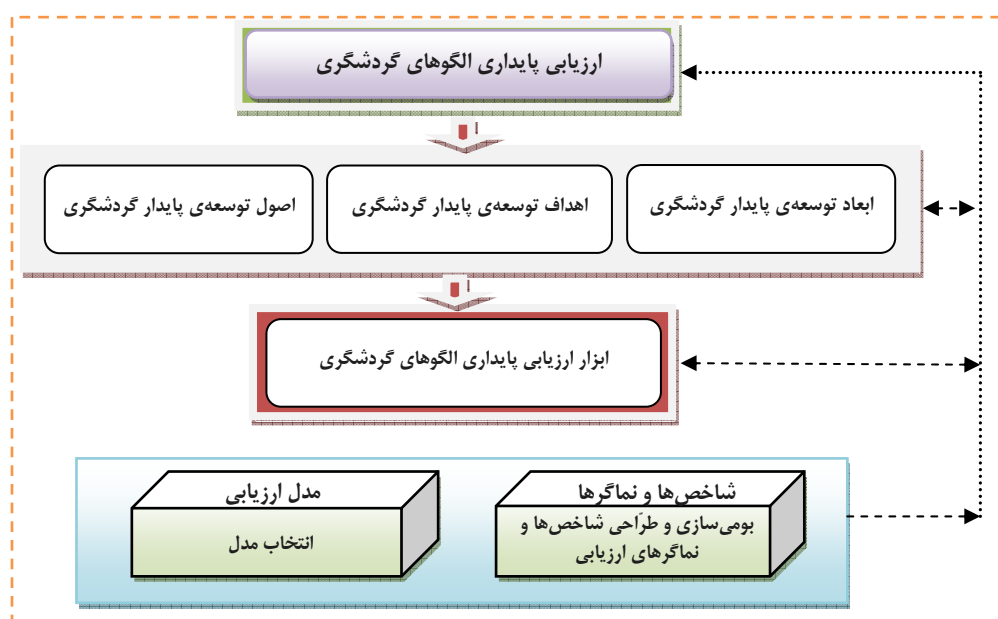 ارزیابی پایداری الگوهای گردشگری
ابعاد توسعه‌ی پایدار گردشگری
اهداف توسعه‌ی پایدار گردشگری
اصول توسعه‌ی پایدار گردشگری
ابزار ارزیابی پایداری الگوهای گردشگری
شاخص‌ها و نماگرها
بومی‌سازی و طرّاحی شاخص‌ها و
نماگرهای ارزیابی
مدل ارزیابی
انتخاب مدل